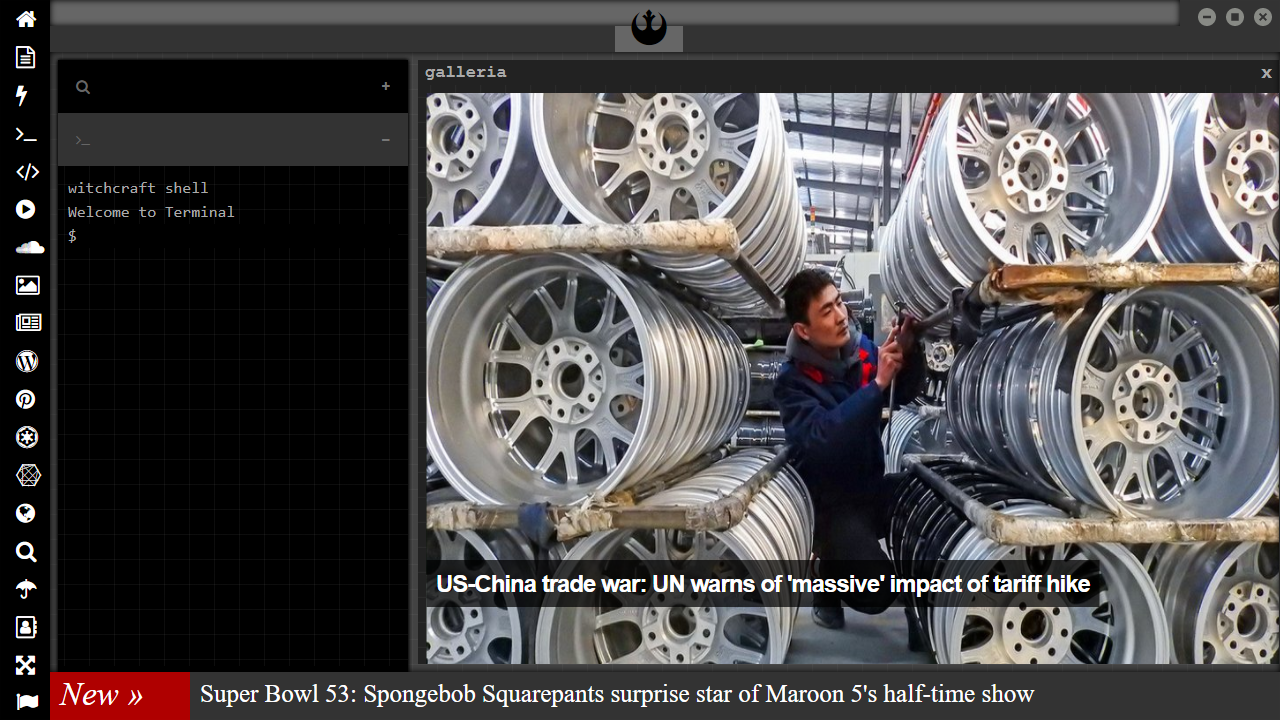 galleria
x
witchcraft shell
Welcome to Terminal
$
US-China trade war: UN warns of 'massive' impact of tariff hike
New »
Super Bowl 53: Spongebob Squarepants surprise star of Maroon 5's half-time show